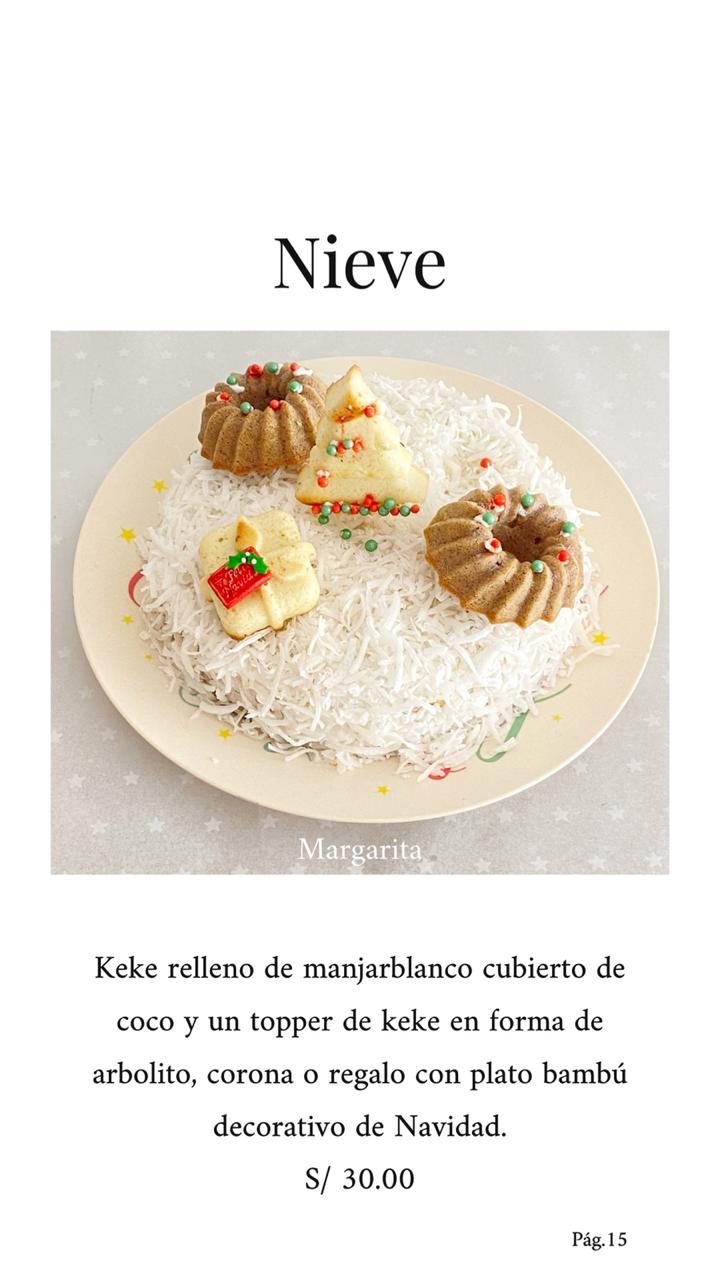 Nieve
Margarita
Keke relleno de manjarblanco cubierto de
coco y un topper de keke en forma de
arbolito, corona o regalo con plato bambú
decorativo de Navidad.
S/ 30.00
Pág.15